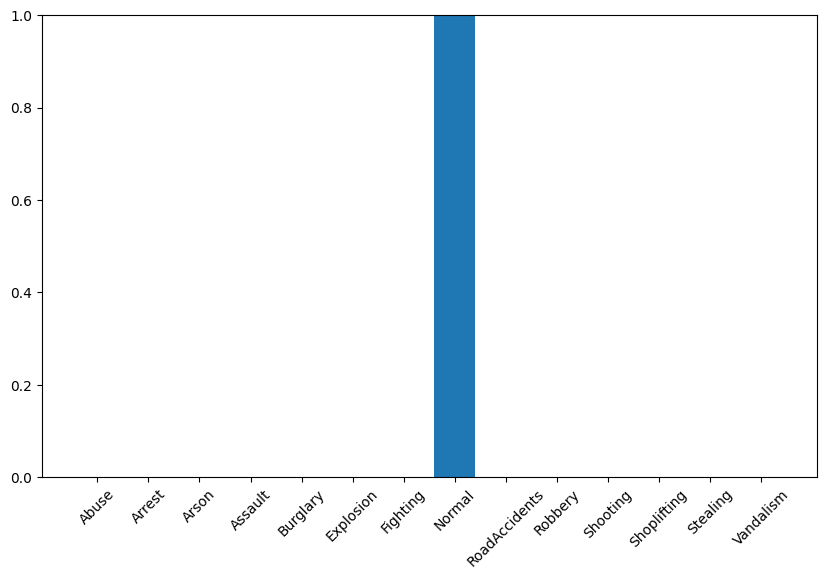 1.0
0.8
0.6
0.4
0.2
0.0
Abuse
Arrest
Arson
Assault
Burglary
Explosion
Fighting
Normal
RoadAccidents
Robbery
Shooting
Shoplifting
Stealing
Vandalism